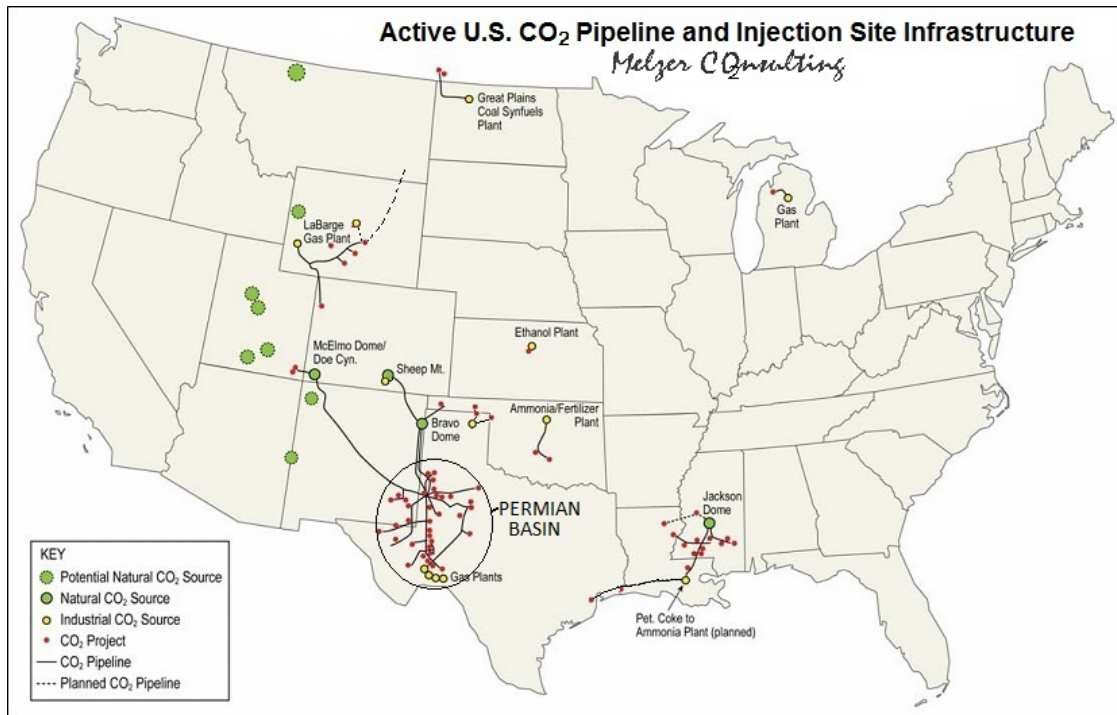 Active U.S. CO₂ Pipeline and Injection Site Infrastructure
Melzer CO₂nsulting
Great Plains
Coal Synfuels
Plant
LaBarge
Gas Plant
Gas
Plant
Ethanol Plant
McElmo Dome/
Doe Cyn.
Sheep Mt.
Ammonia/Fertilizer
Plant
Bravo
Dome
PERMIAN
BASIN
Jackson
Dome
Gas Plants
Pet. Coke to
Ammonia Plant (planned)
KEY
Potential Natural CO₂ Source
Natural CO₂ Source
Industrial CO₂ Source
CO₂ Project
CO₂ Pipeline
Planned CO₂ Pipeline